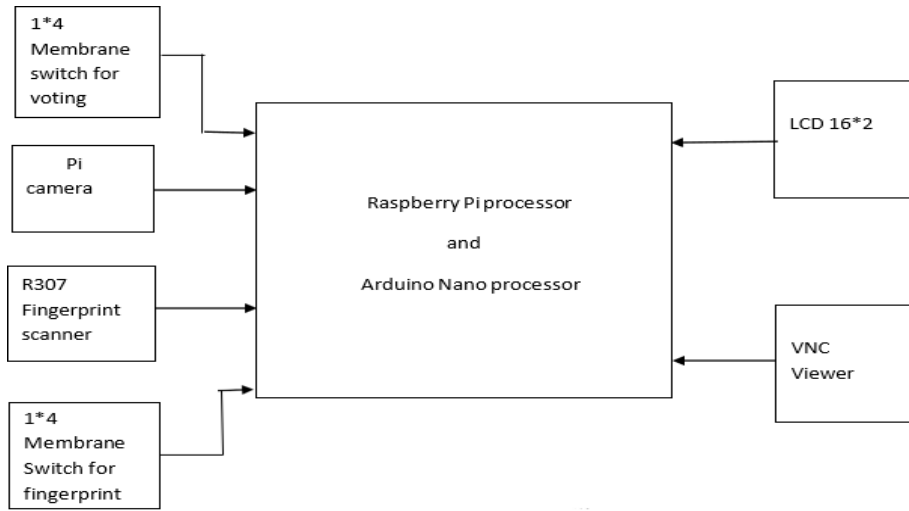 1*4
Membrane
switch for
voting
Pi
camera
R307
Fingerprint
scanner
1*4
Membrane
Switch for
fingerprint
Raspberry Pi processor
and
Arduino Nano processor
LCD 16*2
VNC
Viewer